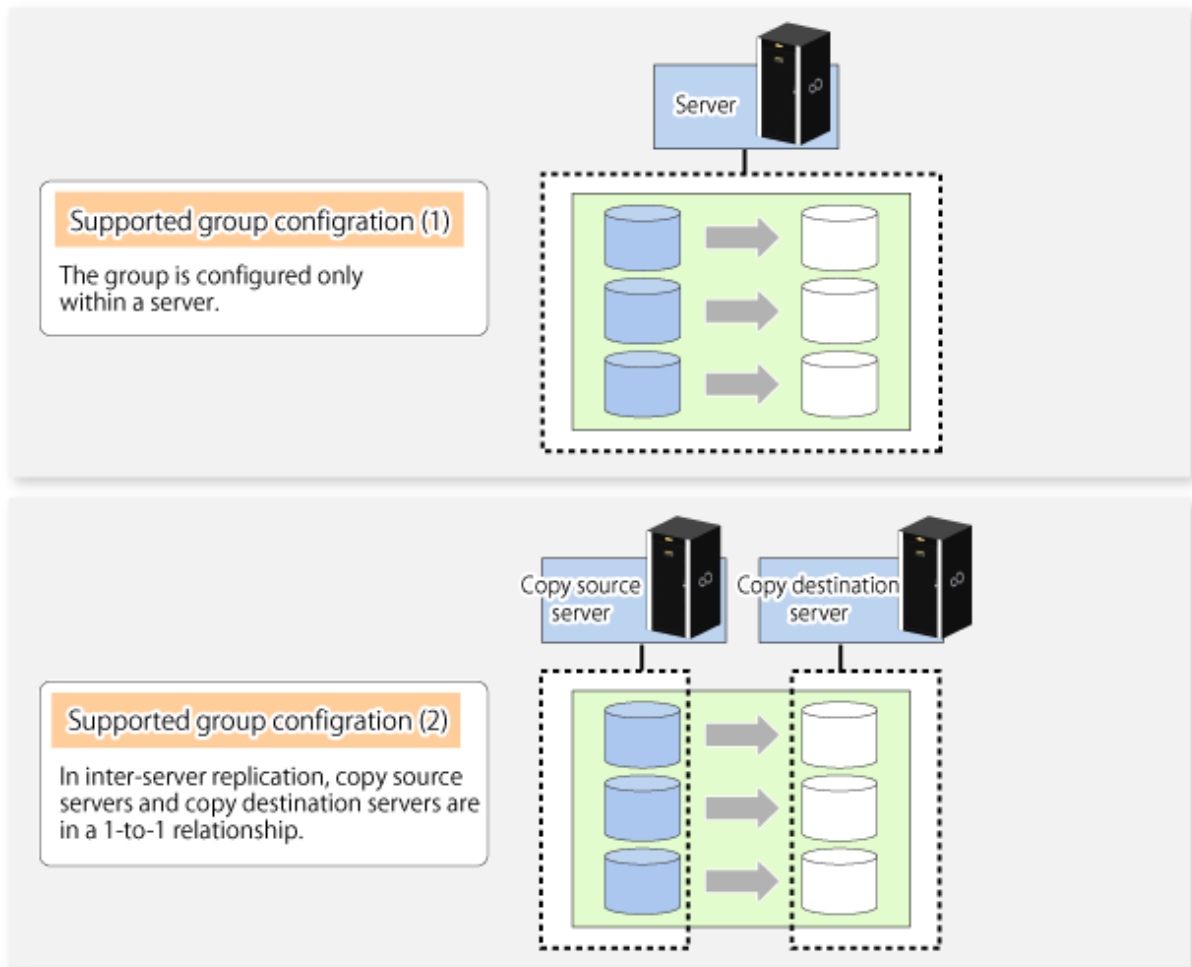 Server
Supported group configration (1)
The group is configured only
within a server.
Copy source
server
Copy destination
server
Supported group configration (2)
In inter-server replication, copy source
servers and copy destination servers are
in a 1-to-1 relationship.